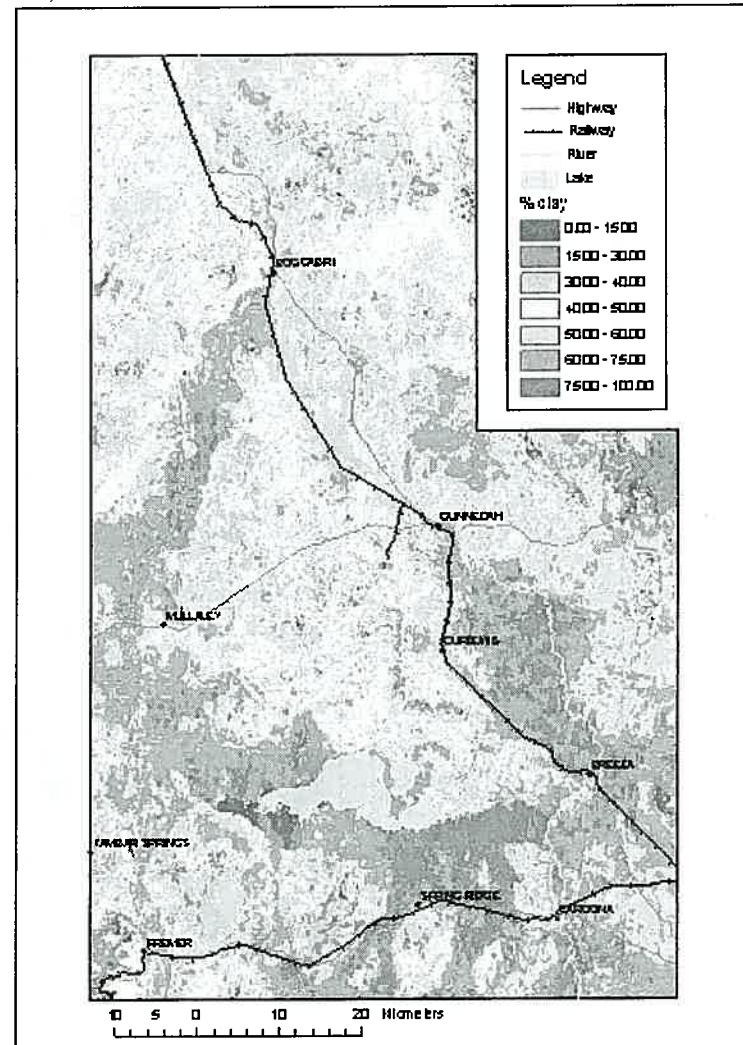 Legend
Highway
Railway
River
Lake
% clay
0.00 - 15.00
15.00 - 30.00
30.00 - 40.00
40.00 - 50.00
50.00 - 60.00
60.00 - 75.00
75.00 - 100.00
BOGGABRI
GUNNEDAH
MULLALEY
CURLEWIS
BREEZA
TAMBAR SPRINGS
SPRING RIDGE
CAROONA
PREMER
10 5 0 10 20 Kilometers